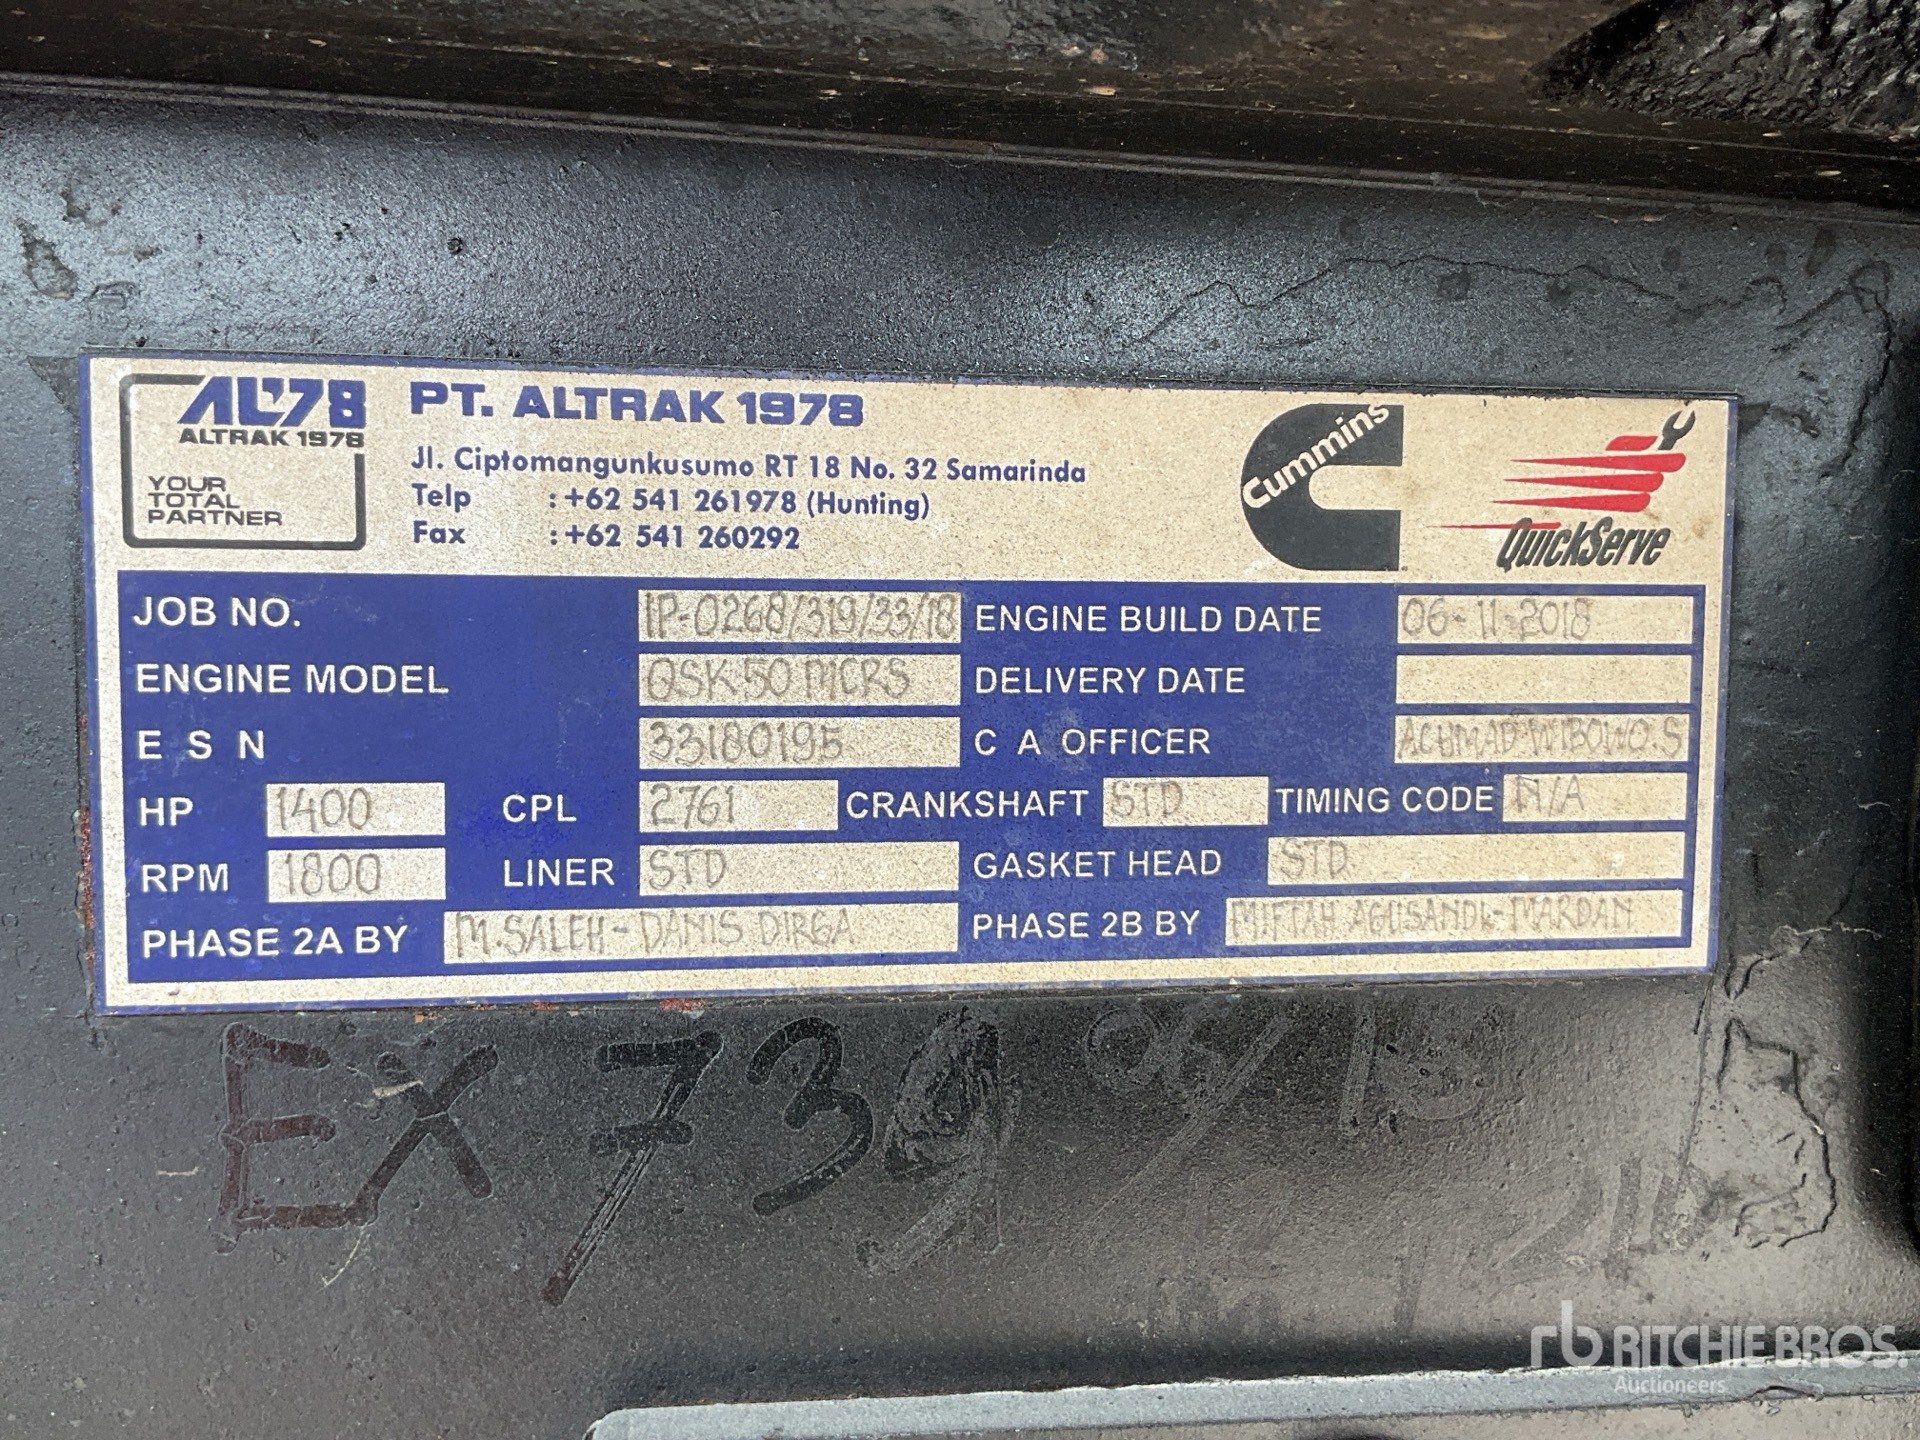 AL'78 PT. ALTRAK 1978
ALTRAK 1978
YOUR
TOTAL
PARTNER
Jl. Ciptomangunkusumo RT 18 No. 32 Samarinda
Telp : +62 541 261978 (Hunting)
Fax : +62 541 260292
Cummins
QuickServe
JOB NO. IP-0268/319/33/18 ENGINE BUILD DATE 06-11-2018
ENGINE MODEL QSK 50 MCRS DELIVERY DATE
E S N 33180195 C A OFFICER ACHMAD WIBOWO.S
HP 1400 CPL 2761 CRANKSHAFT STD TIMING CODE N/A
RPM 1800 LINER STD GASKET HEAD STD
PHASE 2A BY M.SALEH-DANIS DIRGA PHASE 2B BY MIFTAH AGUSANDI-MARDAN
EX 739
rb RITCHIE BROS.
Auctioneers